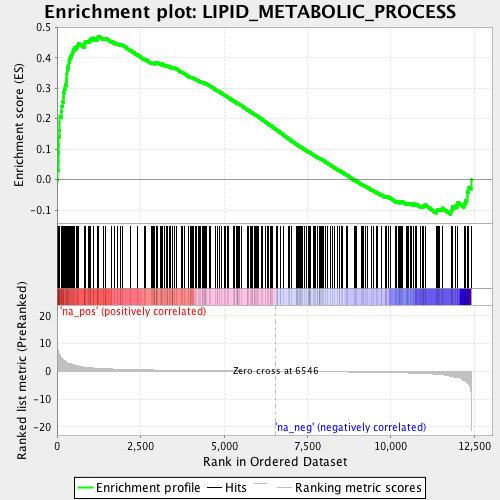 Enrichment plot: LIPID_METABOLIC_PROCESS
Enrichment score (ES)
0.5
0.4
0.3
0.2
0.1
0.0
-0.1
Ranked list metric (PreRanked)
20
10
0
-10
-20
'na_pos' (positively correlated)
Zero cross at 6546
'na_neg' (negatively correlated)
0
2,500
5,000
7,500
10,000
12,500
Rank in Ordered Dataset
Enrichment profile
Hits
Ranking metric scores